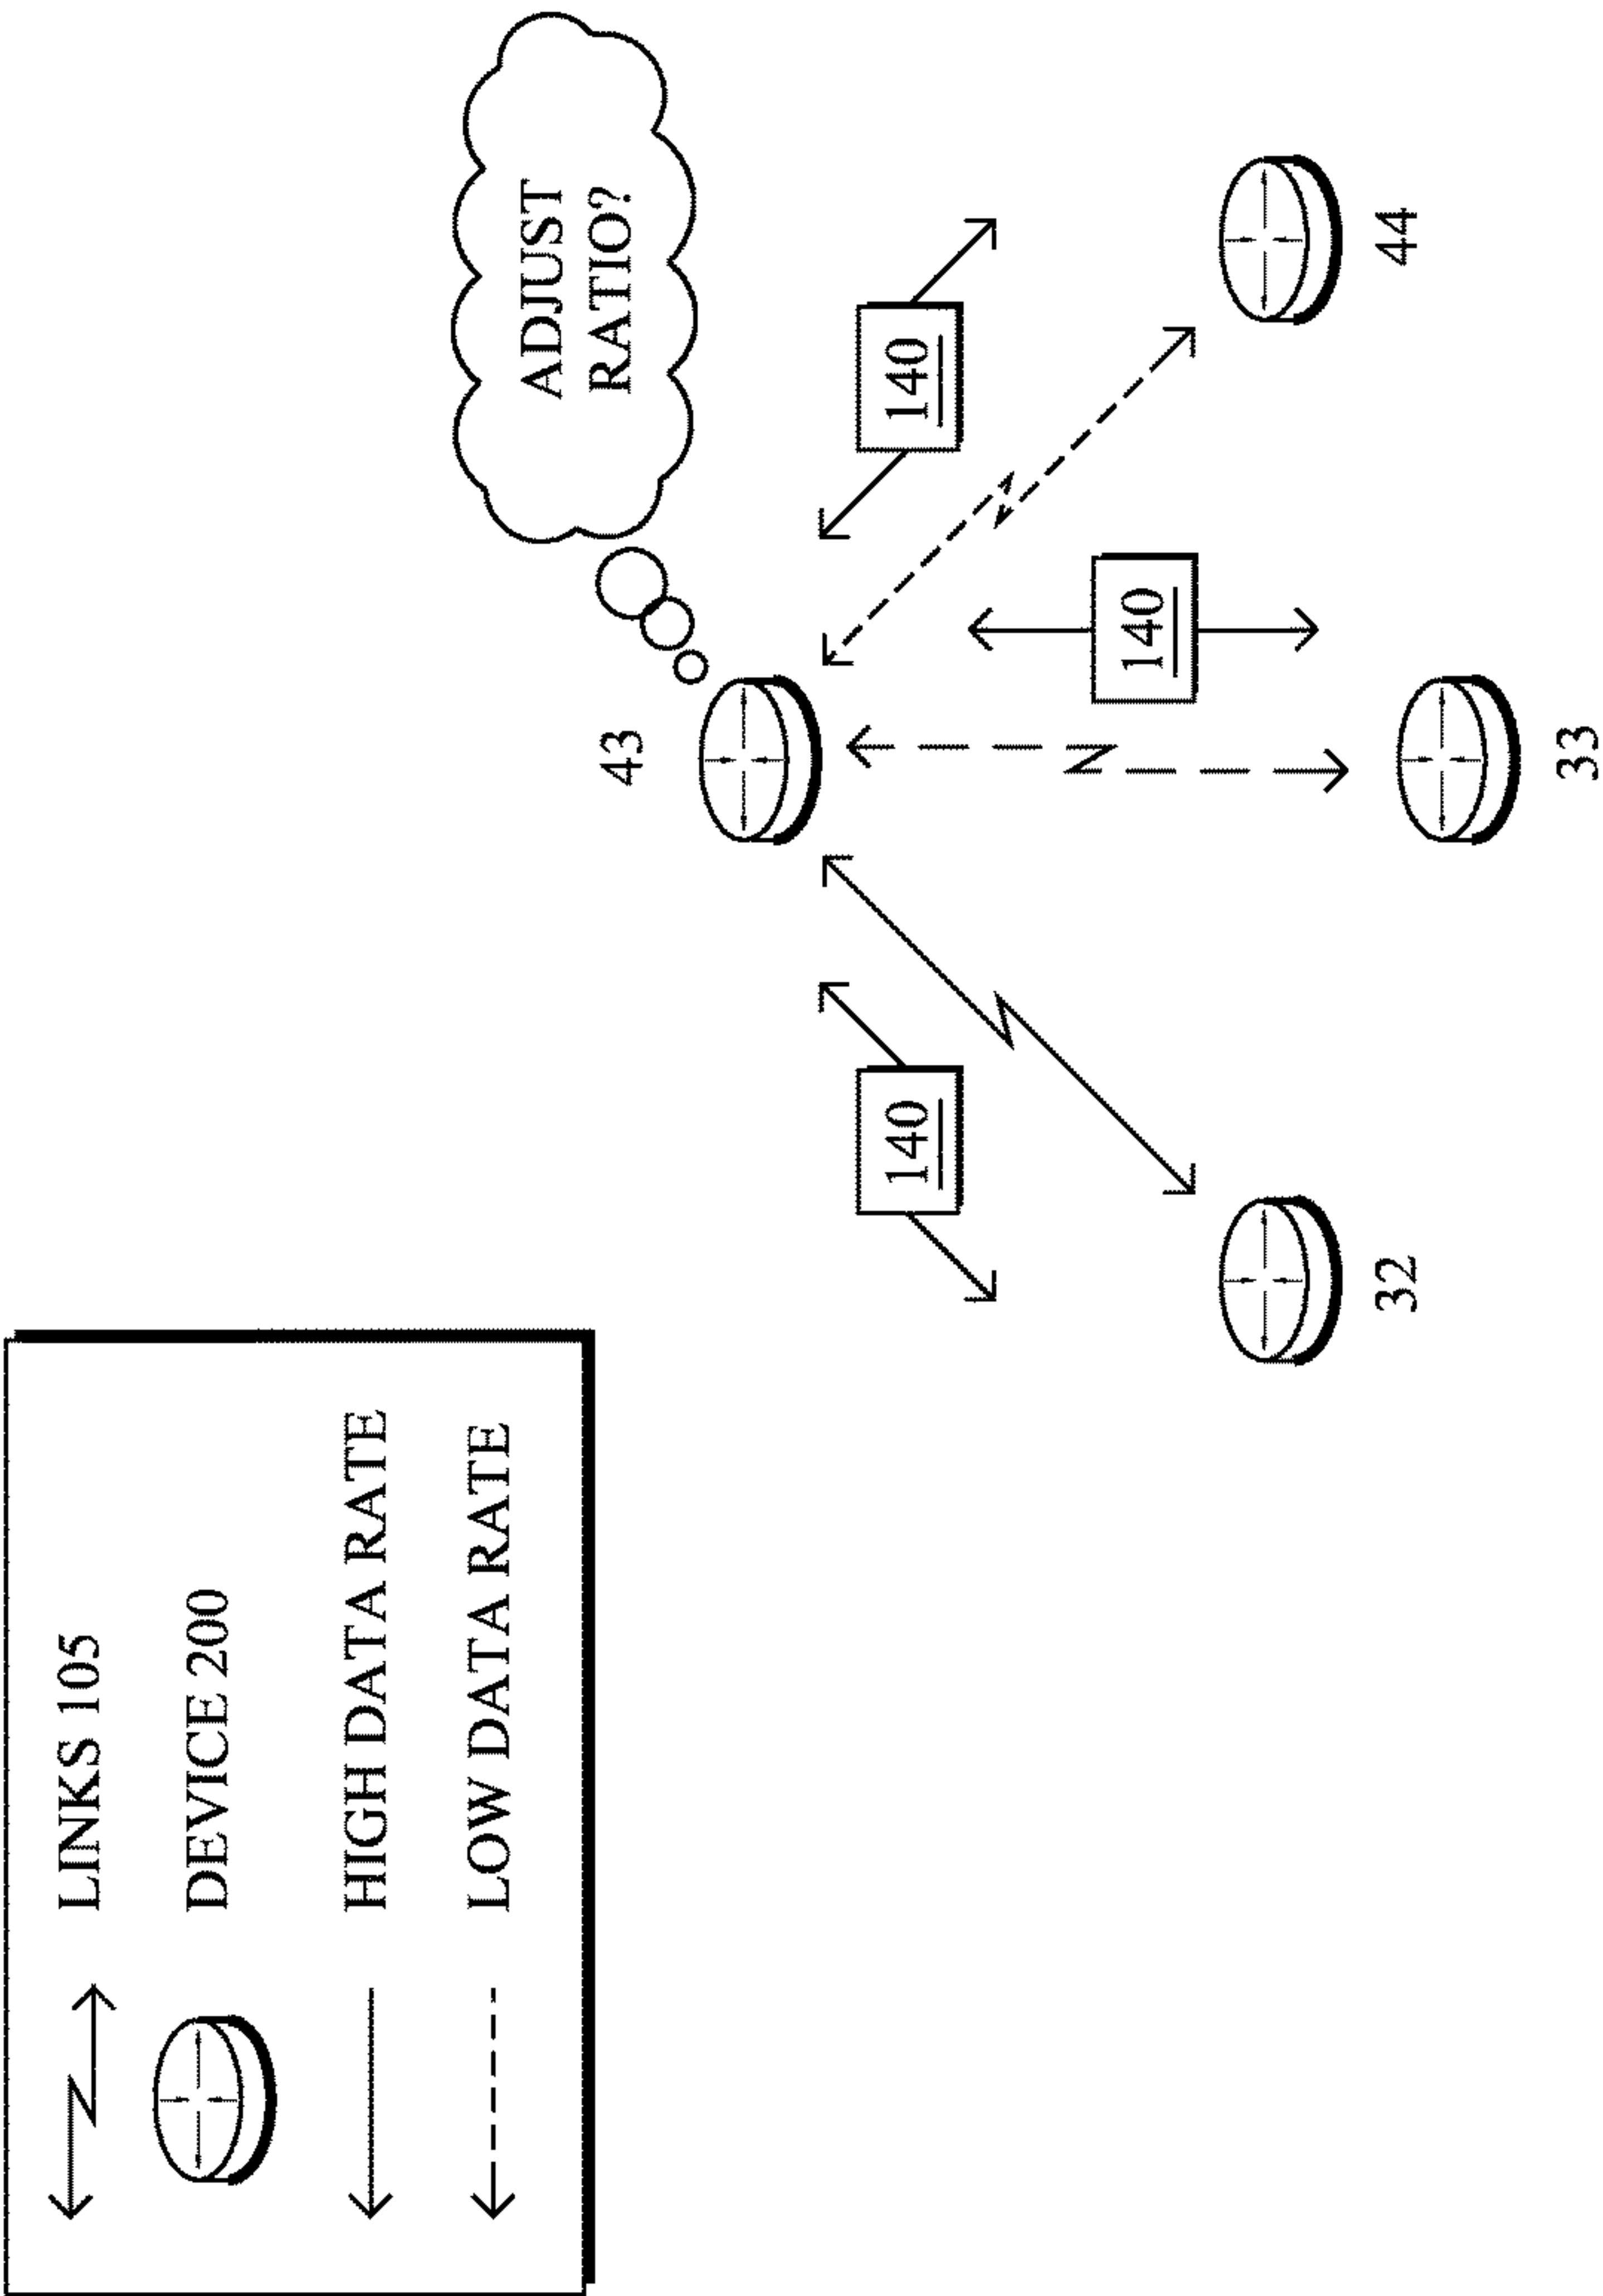 LINKS 105
DEVICE 200
HIGH DATA RATE
LOW DATA RATE
ADJUST
RATIO?
43
140
140
140
32
33
44